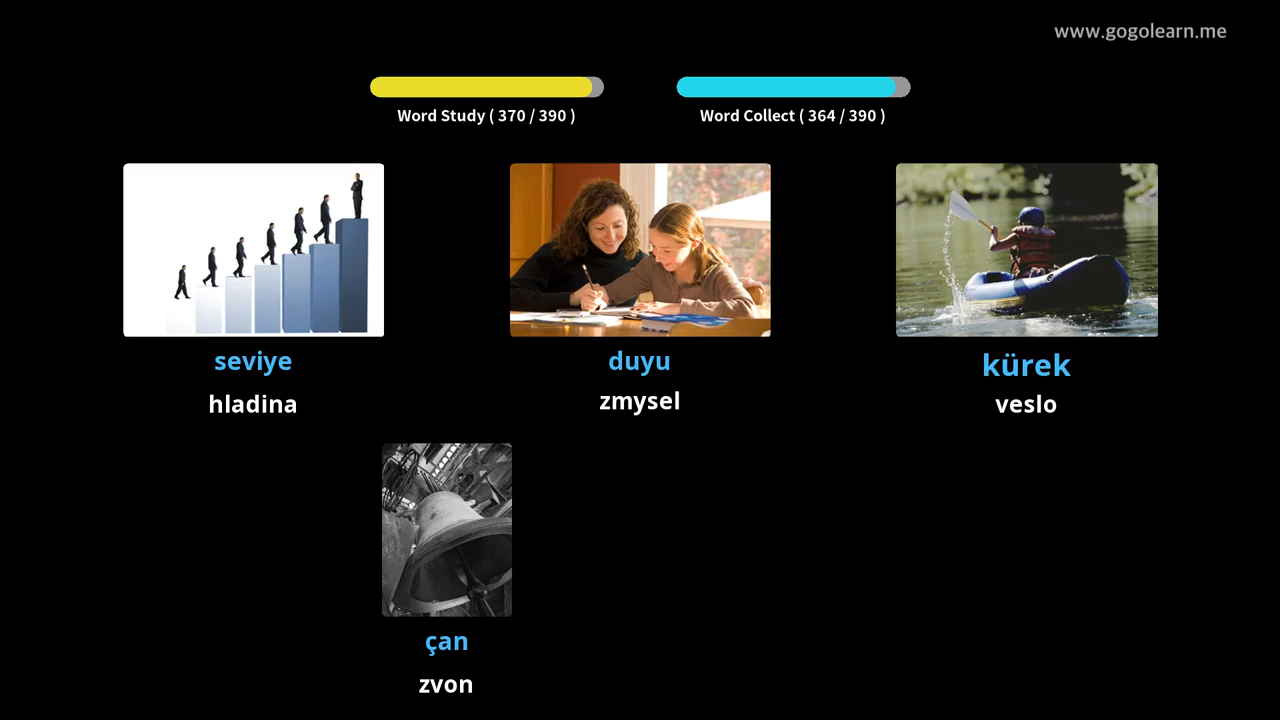 www.gogolearn.me
Word Study ( 370 / 390 )
Word Collect ( 364 / 390 )
seviye
hladina
duyu
zmysel
kürek
veslo
çan
zvon